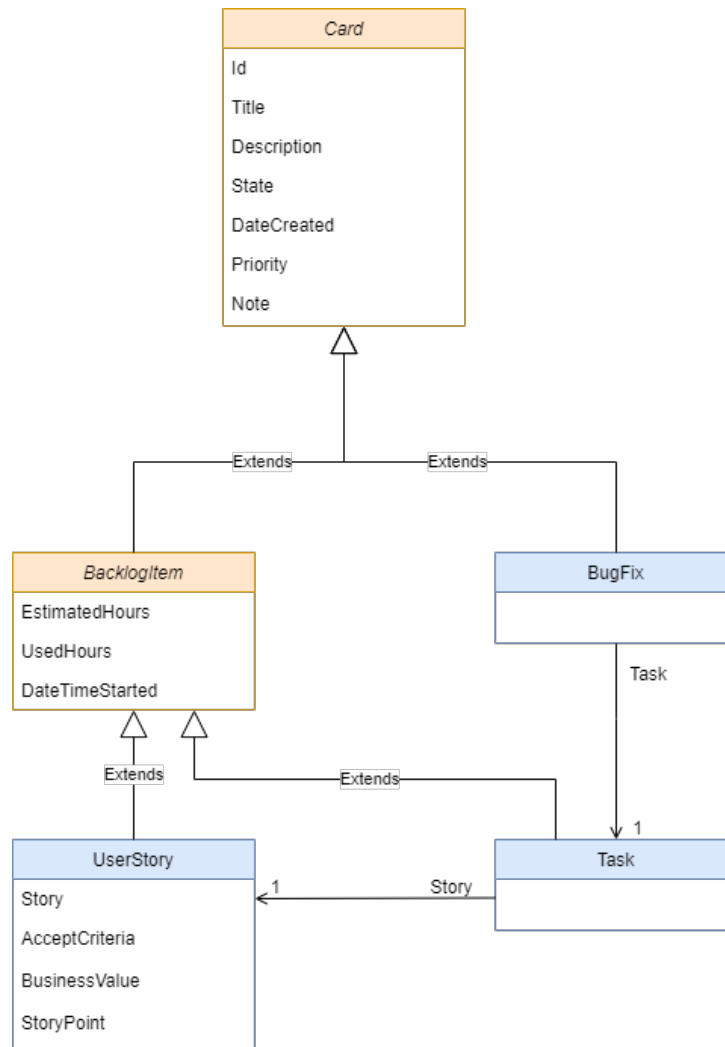 Card
Id
Title
Description
State
DateCreated
Priority
Note
Extends
Extends
BacklogItem
EstimatedHours
UsedHours
DateTimeStarted
BugFix
Task
Extends
Extends
1
UserStory
Story
AcceptCriteria
BusinessValue
StoryPoint
1
Story
Task